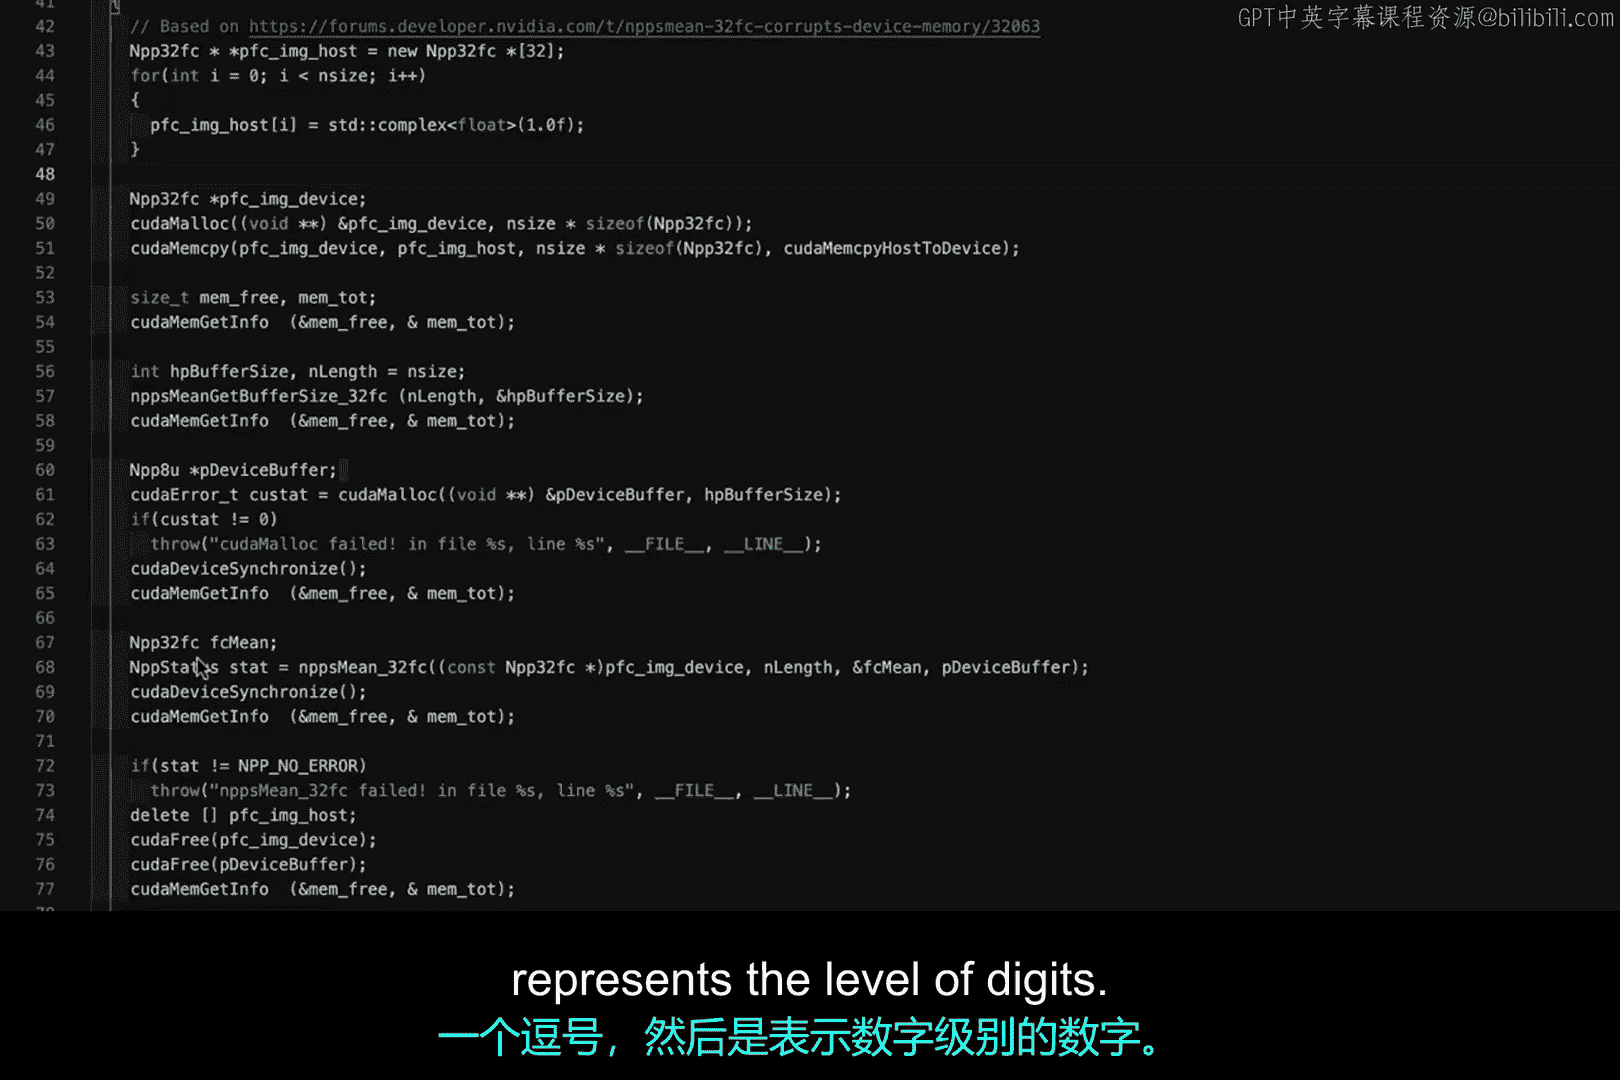 GPT中英字幕课程资源@bilibili.com
41 {
42 // Based on https://forums.developer.nvidia.com/t/nppsmean-32fc-corrupts-device-memory/32063
43 Npp32fc * *pfc_img_host = new Npp32fc *[32];
44 for(int i = 0; i < nsize; i++)
45 {
46 pfc_img_host[i] = std::complex<float>(1.0f);
47 }
48
49 Npp32fc *pfc_img_device;
50 cudaMalloc((void **) &pfc_img_device, nsize * sizeof(Npp32fc));
51 cudaMemcpy(pfc_img_device, pfc_img_host, nsize * sizeof(Npp32fc), cudaMemcpyHostToDevice);
52
53 size_t mem_free, mem_tot;
54 cudaMemGetInfo  (&mem_free, & mem_tot);
55
56 int hpBufferSize, nLength = nsize;
57 nppsMeanGetBufferSize_32fc (nLength, &hpBufferSize);
58 cudaMemGetInfo  (&mem_free, & mem_tot);
59
60 Npp8u *pDeviceBuffer;
61 cudaError_t custat = cudaMalloc((void **) &pDeviceBuffer, hpBufferSize);
62 if(custat != 0)
63 throw("cudaMalloc failed! in file %s, line %s", __FILE__, __LINE__);
64 cudaDeviceSynchronize();
65 cudaMemGetInfo  (&mem_free, & mem_tot);
66
67 Npp32fc fcMean;
68 NppStatus stat = nppsMean_32fc((const Npp32fc *)pfc_img_device, nLength, &fcMean, pDeviceBuffer);
69 cudaDeviceSynchronize();
70 cudaMemGetInfo  (&mem_free, & mem_tot);
71
72 if(stat != NPP_NO_ERROR)
73 throw("nppsMean_32fc failed! in file %s, line %s", __FILE__, __LINE__);
74 delete [] pfc_img_host;
75 cudaFree(pfc_img_device);
76 cudaFree(pDeviceBuffer);
77 cudaMemGetInfo  (&mem_free, & mem_tot);
represents the level of digits.
一个逗号，然后是表示数字级别的数字。